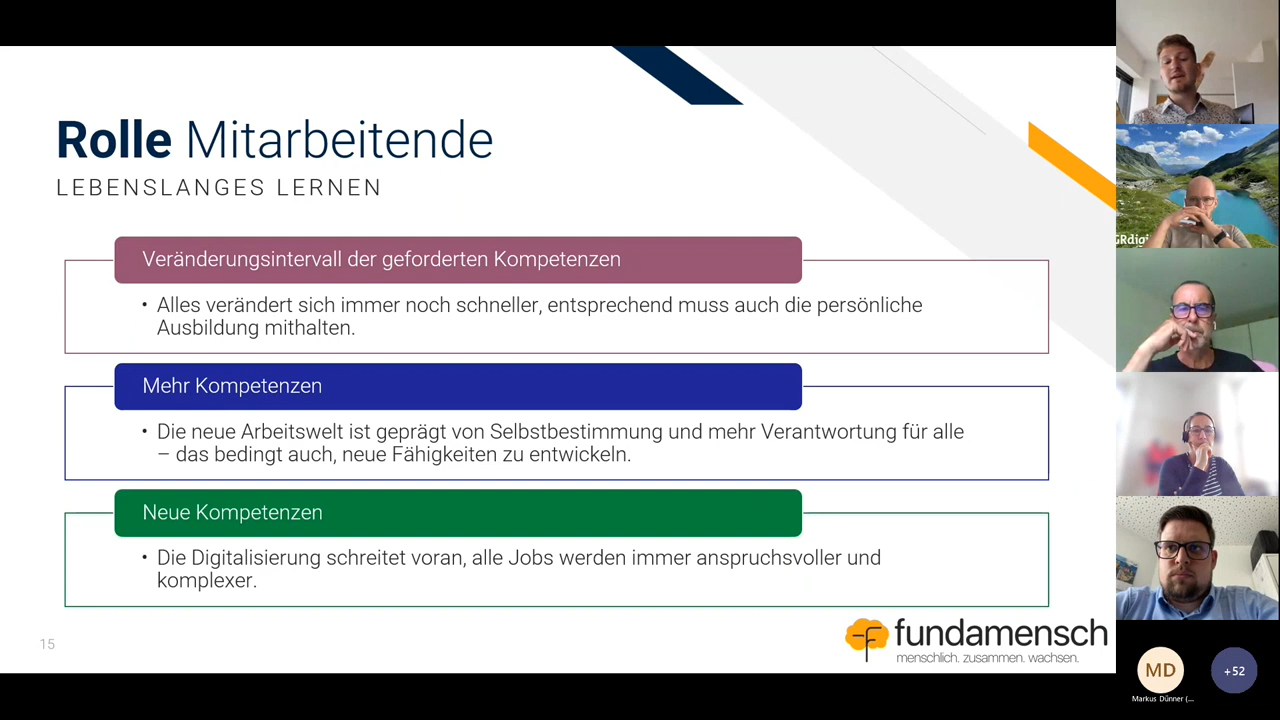 Rolle Mitarbeitende
LEBENSLANGES LERNEN
Veränderungsintervall der geforderten Kompetenzen
• Alles verändert sich immer noch schneller, entsprechend muss auch die persönliche
Ausbildung mithalten.
Mehr Kompetenzen
• Die neue Arbeitswelt ist geprägt von Selbstbestimmung und mehr Verantwortung für alle
– das bedingt auch, neue Fähigkeiten zu entwickeln.
Neue Kompetenzen
• Die Digitalisierung schreitet voran, alle Jobs werden immer anspruchsvoller und
komplexer.
15
fundamensch
menschlich. zusammen. wachsen.
GRdigi
MD
+52
Markus Dünner (...